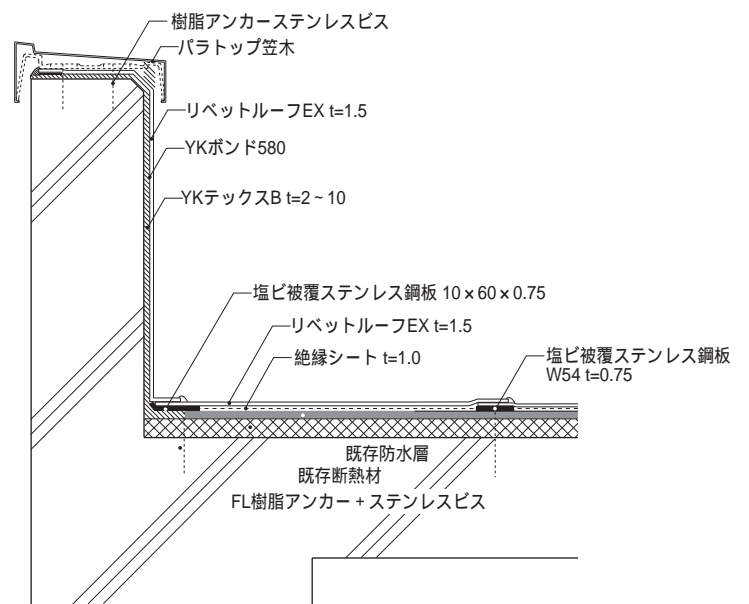 樹脂アンカーステンレスビス
パラトップ笠木
リベットルーフEX t=1.5
YKボンド580
YKテックスB t=2~10
塩ビ被覆ステンレス鋼板 10×60×0.75
リベットルーフEX t=1.5
絶縁シート t=1.0
塩ビ被覆ステンレス鋼板
W54 t=0.75
既存防水層
既存断熱材
FL樹脂アンカー+ステンレスビス